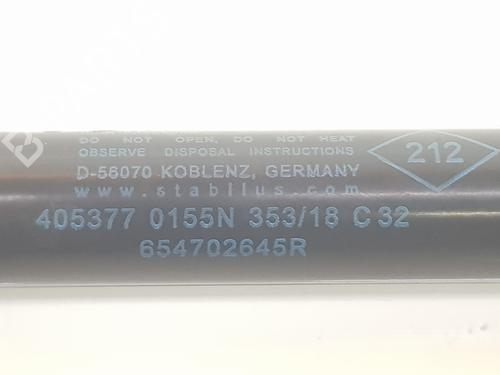 DO NOT OPEN, DO NOT HEAT
OBSERVE DISPOSAL INSTRUCTIONS
D-56070 KOBLENZ, GERMANY
www.stabilus.com
212
405377 0155N 353/18 C 32
654702645R